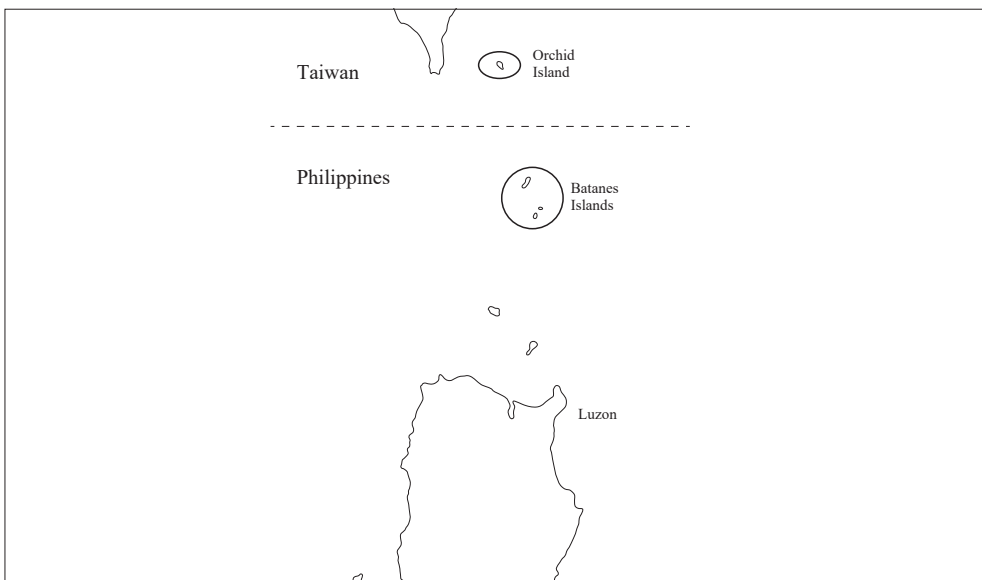 Orchid
Island
Taiwan
Philippines
Batanes
Islands
Luzon